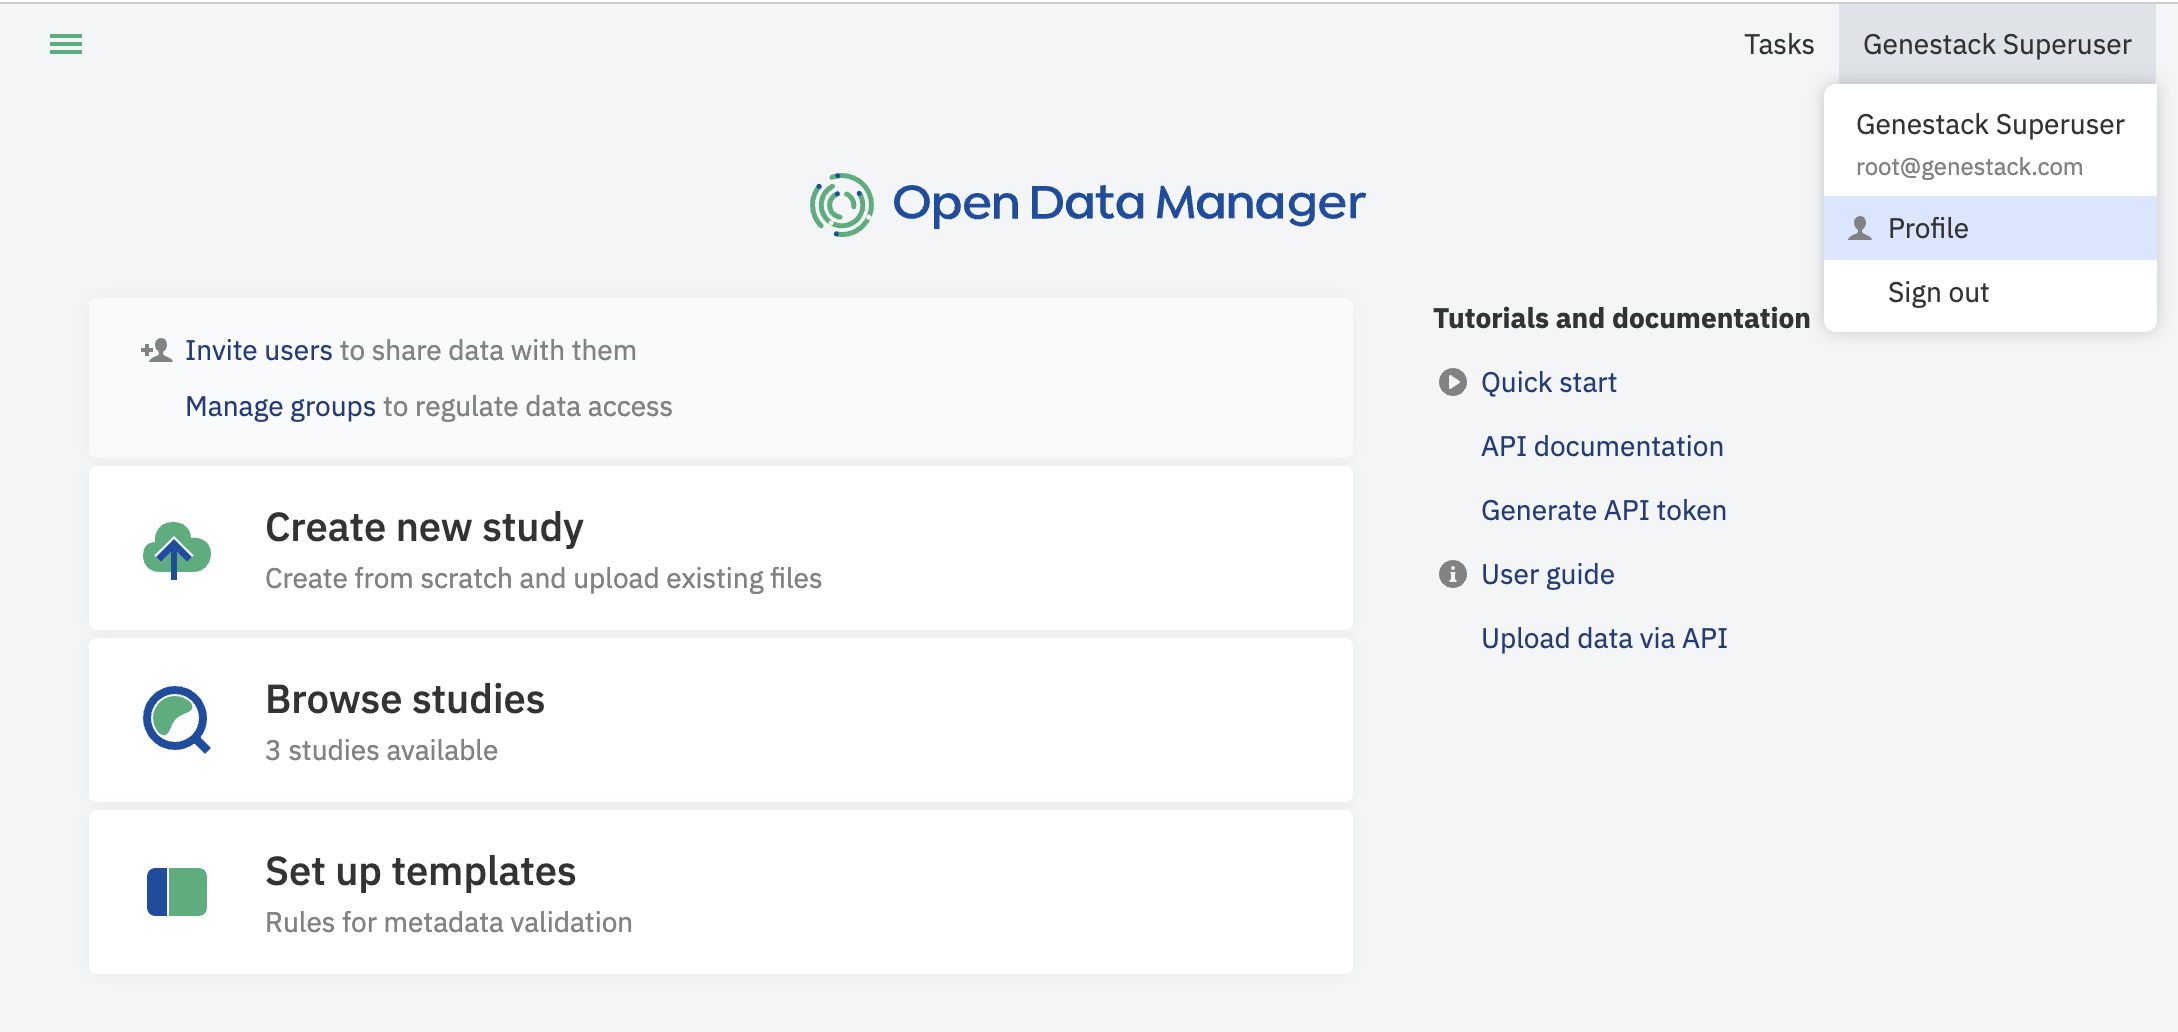 Tasks
Genestack Superuser
Genestack Superuser
root@genestack.com
Profile
Sign out
Open Data Manager
Invite users to share data with them
Manage groups to regulate data access
Create new study
Create from scratch and upload existing files
Browse studies
3 studies available
Set up templates
Rules for metadata validation
Tutorials and documentation
Quick start
API documentation
Generate API token
User guide
Upload data via API